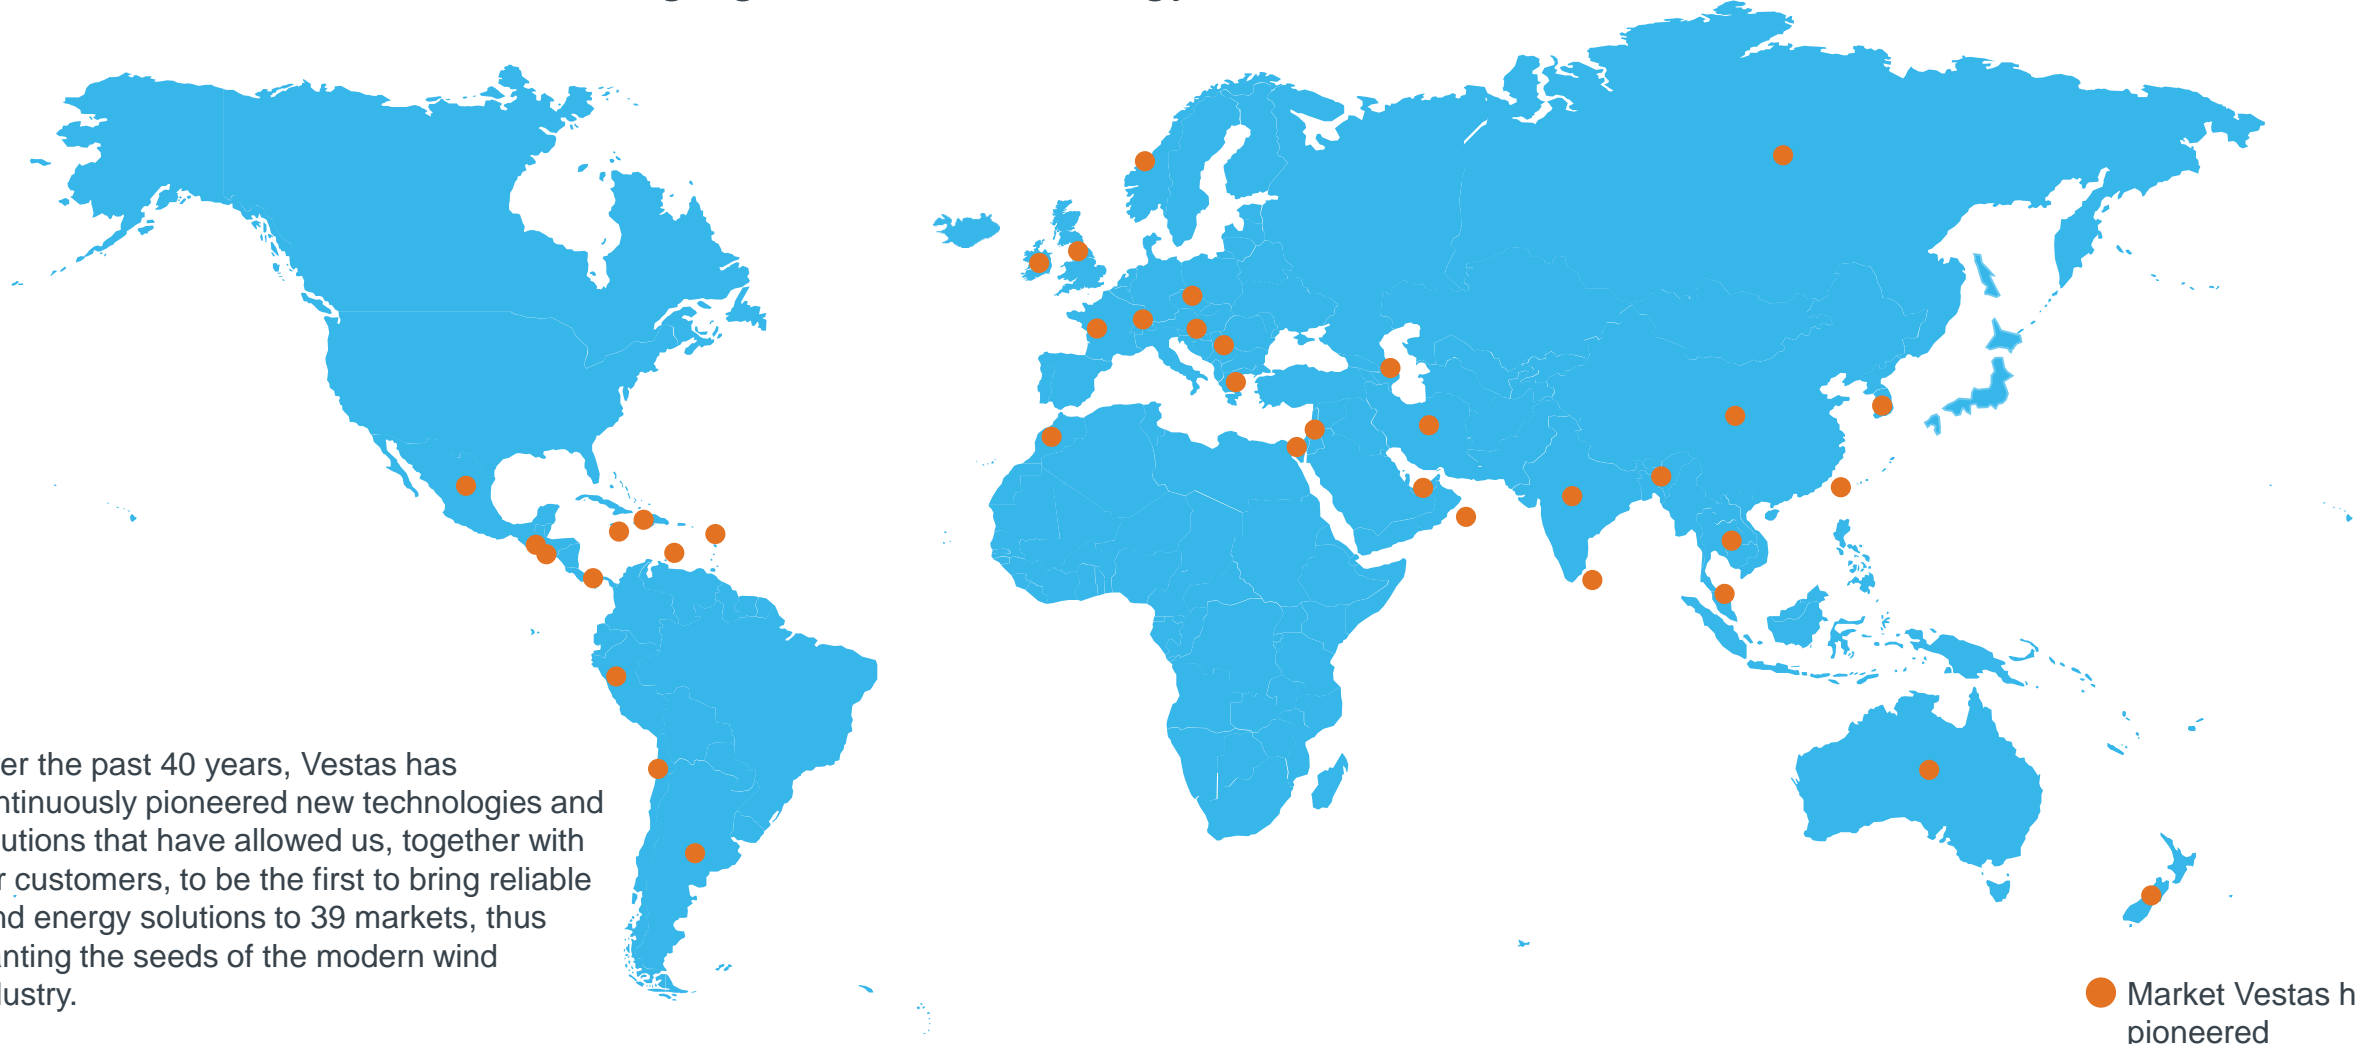 er the past 40 years, Vestas has
ntinuously pioneered new technologies and
utions that have allowed us, together with
r customers, to be the first to bring reliable
nd energy solutions to 39 markets, thus
anting the seeds of the modern wind
dustry.
Market Vestas h
pioneered